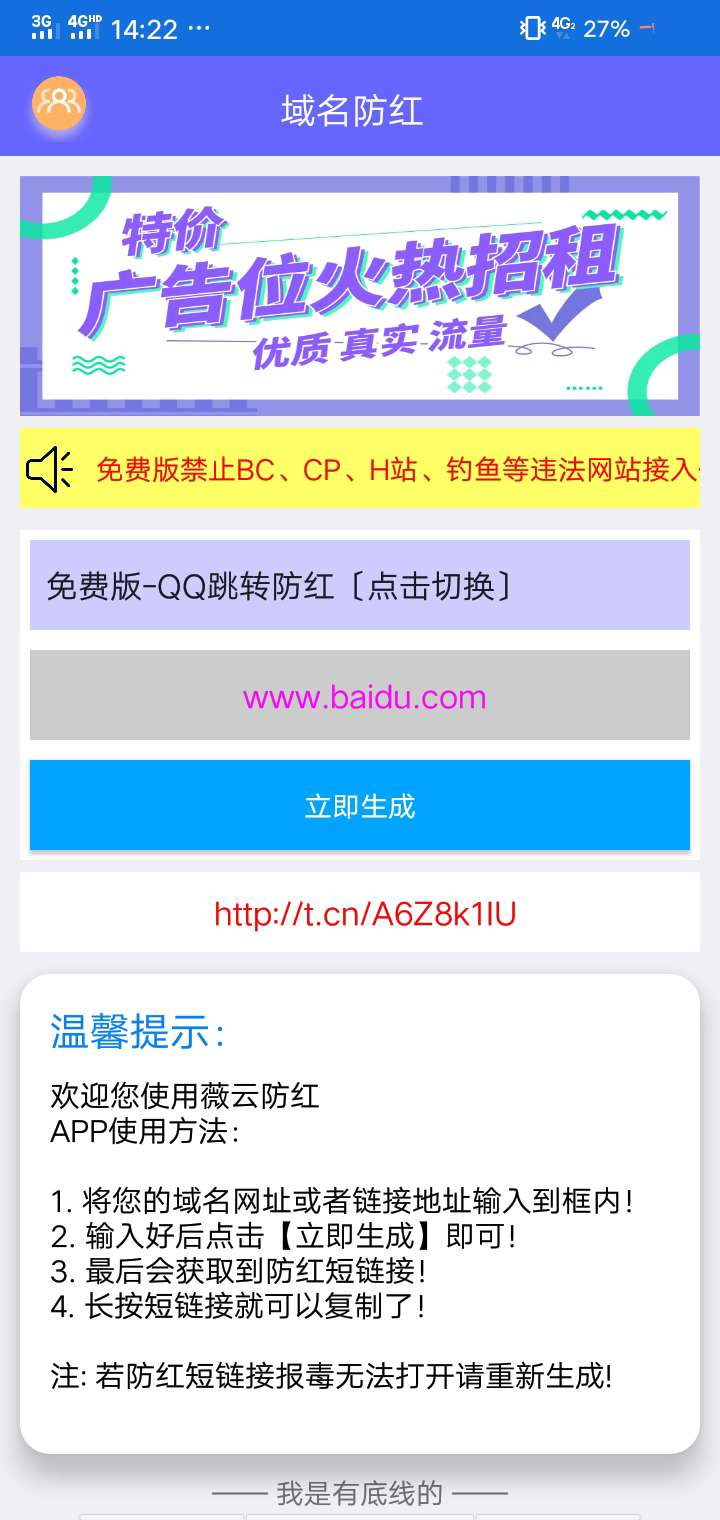 3G 4GHD 14:22 ··· 4G2 27%
域名防红
特价
广告位火热招租
优质 真实 流量
免费版禁止BC、CP、H站、钓鱼等违法网站接入
免费版-QQ跳转防红〔点击切换〕
www.baidu.com
立即生成
http://t.cn/A6Z8k1IU
温馨提示：
欢迎您使用薇云防红
APP使用方法：
1. 将您的域名网址或者链接地址输入到框内！
2. 输入好后点击【立即生成】即可！
3. 最后会获取到防红短链接！
4. 长按短链接就可以复制了！
注: 若防红短链接报毒无法打开请重新生成!
—— 我是有底线的 ——